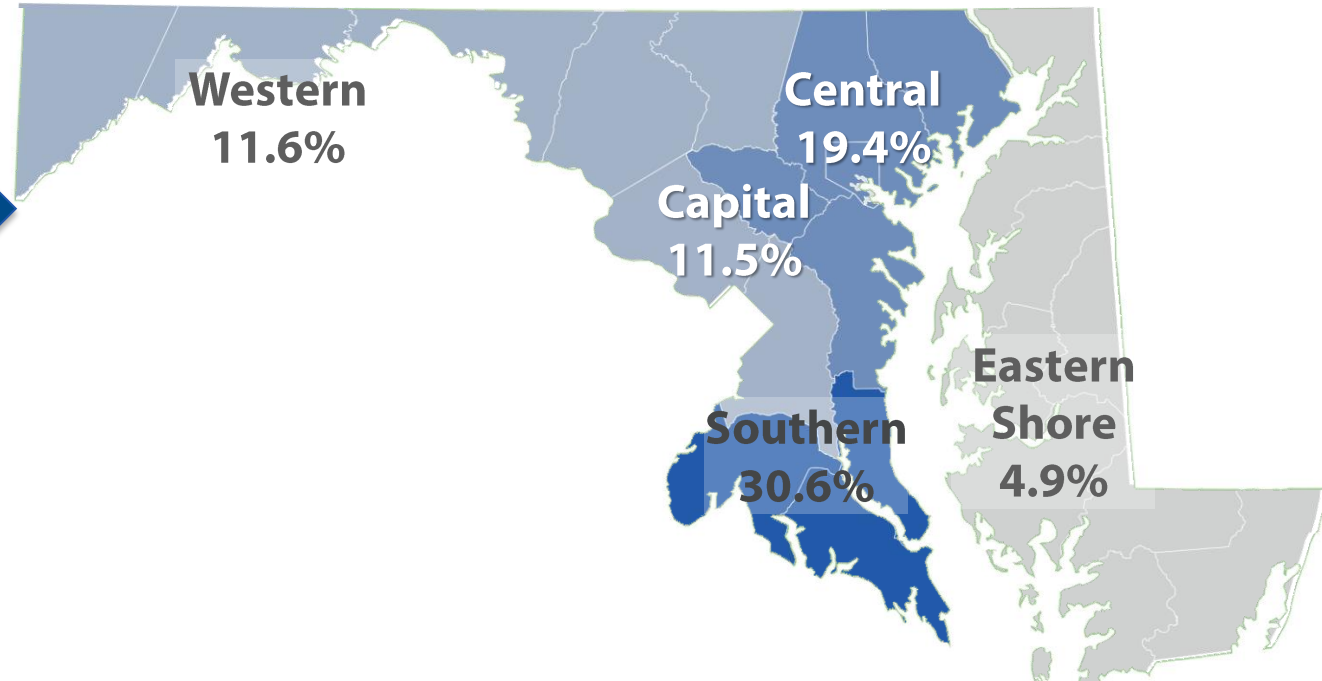 Western
11.6%
Central
19.4%
Capital
11.5%
Eastern
Shore
4.9%
Southern
30.6%